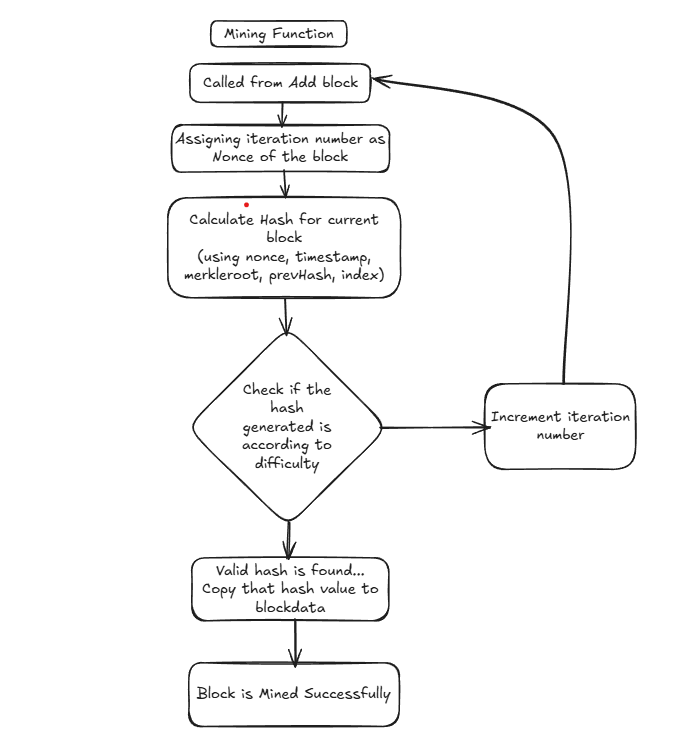 Mining Function
Called from Add block
Assigning iteration number as
Nonce of the block
Calculate Hash for current
block
(using nonce, timestamp,
merkleroot, prevHash, index)
Check if the
hash
generated is
according to
difficulty
Increment iteration
number
Valid hash is found...
Copy that hash value to
blockdata
Block is Mined Successfully